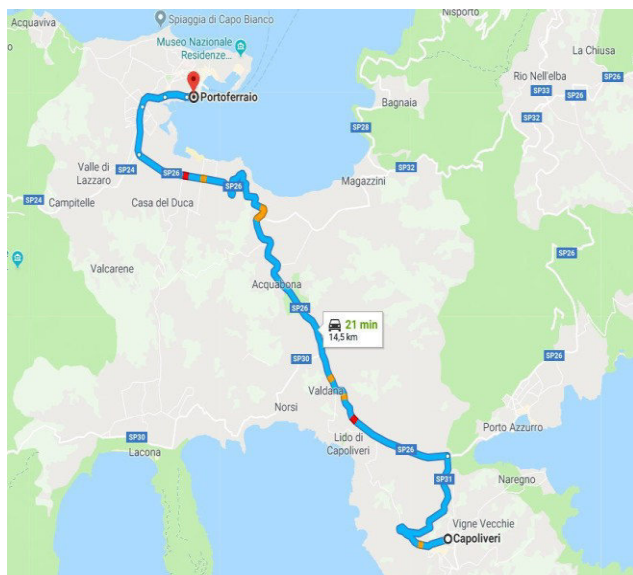 Acquaviva
Spiaggia di Capo Bianco
Nisporto
Museo Nazionale
Residenze...
La Chiusa
SP26
Rio Nell'elba
SP33
SP26
Portoferraio
Bagnaia
SP32
SP28
SP32
Valle di
Lazzaro
SP24
SP26
SP26
Magazzini
SP24
Campitelle
Casa del Duca
SP26
Valcarene
Acquabona
SP26
21 min
14,5 km
SP30
SP26
Valdana
Norsi
Porto Azzurro
SP30
Lido di
Capoliveri
SP26
Lacona
SP31
Naregno
Vigne Vecchie
Capoliveri